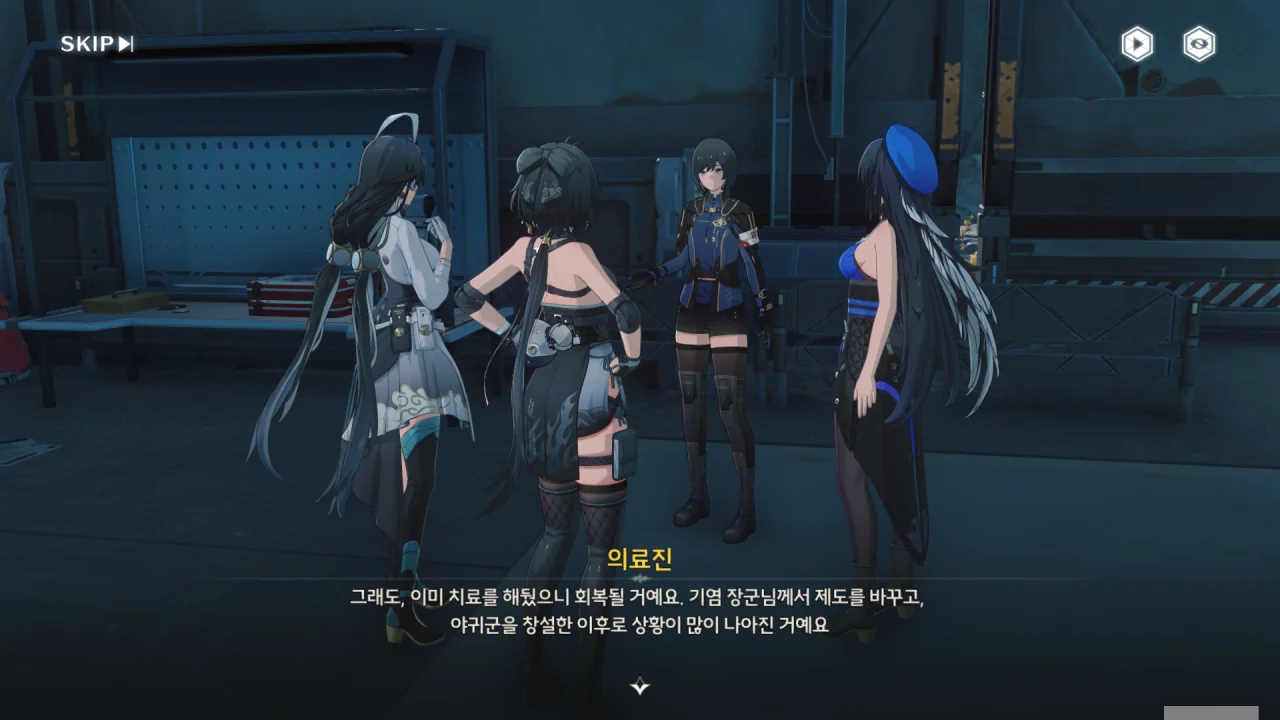 SKIP
의료진
그래도, 이미 치료를 해뒀으니 회복될 거예요. 기염 장군님께서 제도를 바꾸고,
야귀군을 창설한 이후로 상황이 많이 나아진 거예요